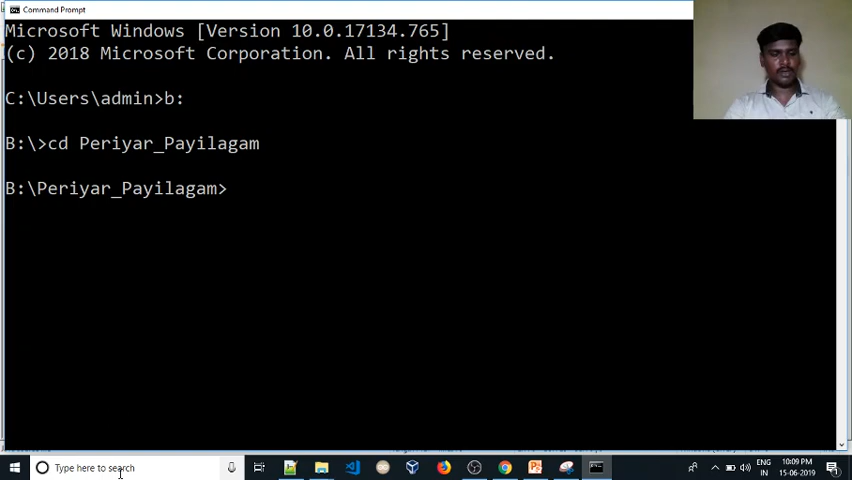 Command Prompt
Microsoft Windows [Version 10.0.17134.765]
(c) 2018 Microsoft Corporation. All rights reserved.
C:\Users\admin>b:
B:\>cd Periyar_Payilagam
B:\Periyar_Payilagam>
Type here to search
ENG
IN
10:09 PM
15-06-2019